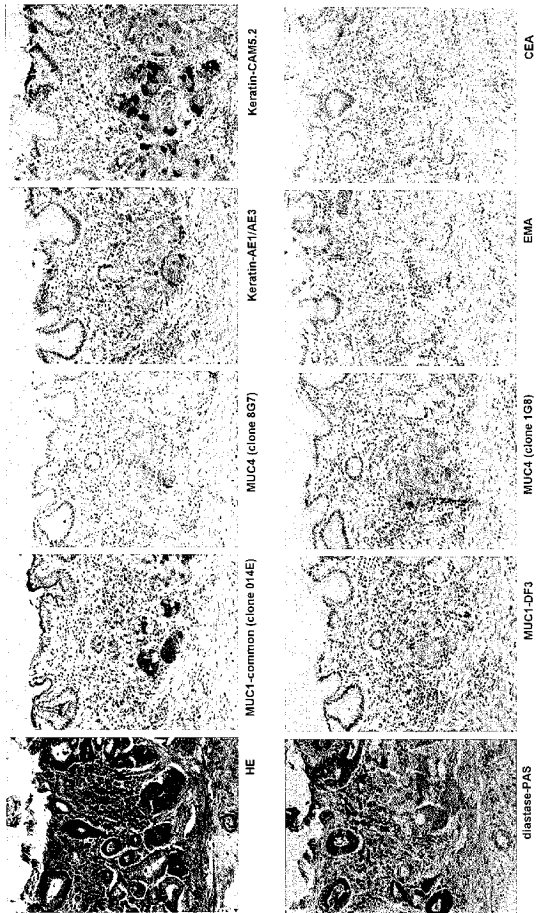 HE
MUC1-common (clone 014E)
MUC4 (clone 8G7)
Keratin-AE1/AE3
Keratin-CAM5.2
diastase-PAS
MUC1-DF3
MUC4 (clone 1G8)
EMA
CEA